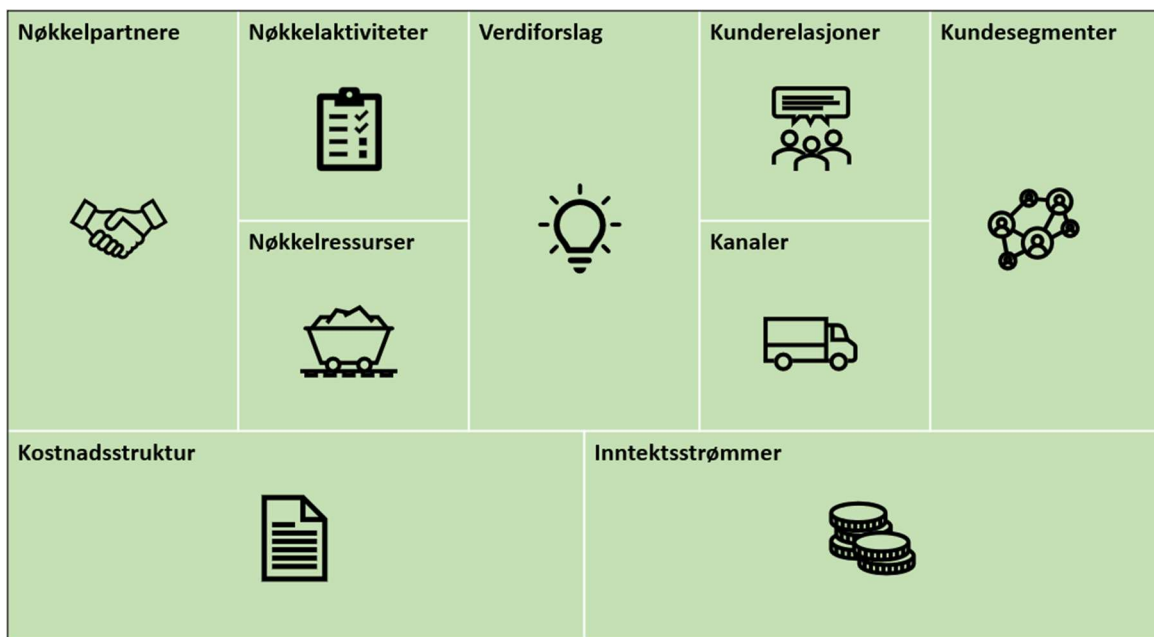 Nøkkelpartnere
Nøkkelaktiviteter
Verdiforslag
Kunderelasjoner
Kundesegmenter
Nøkkelressurser
Kanaler
Kostnadsstruktur
Inntektsstrømmer